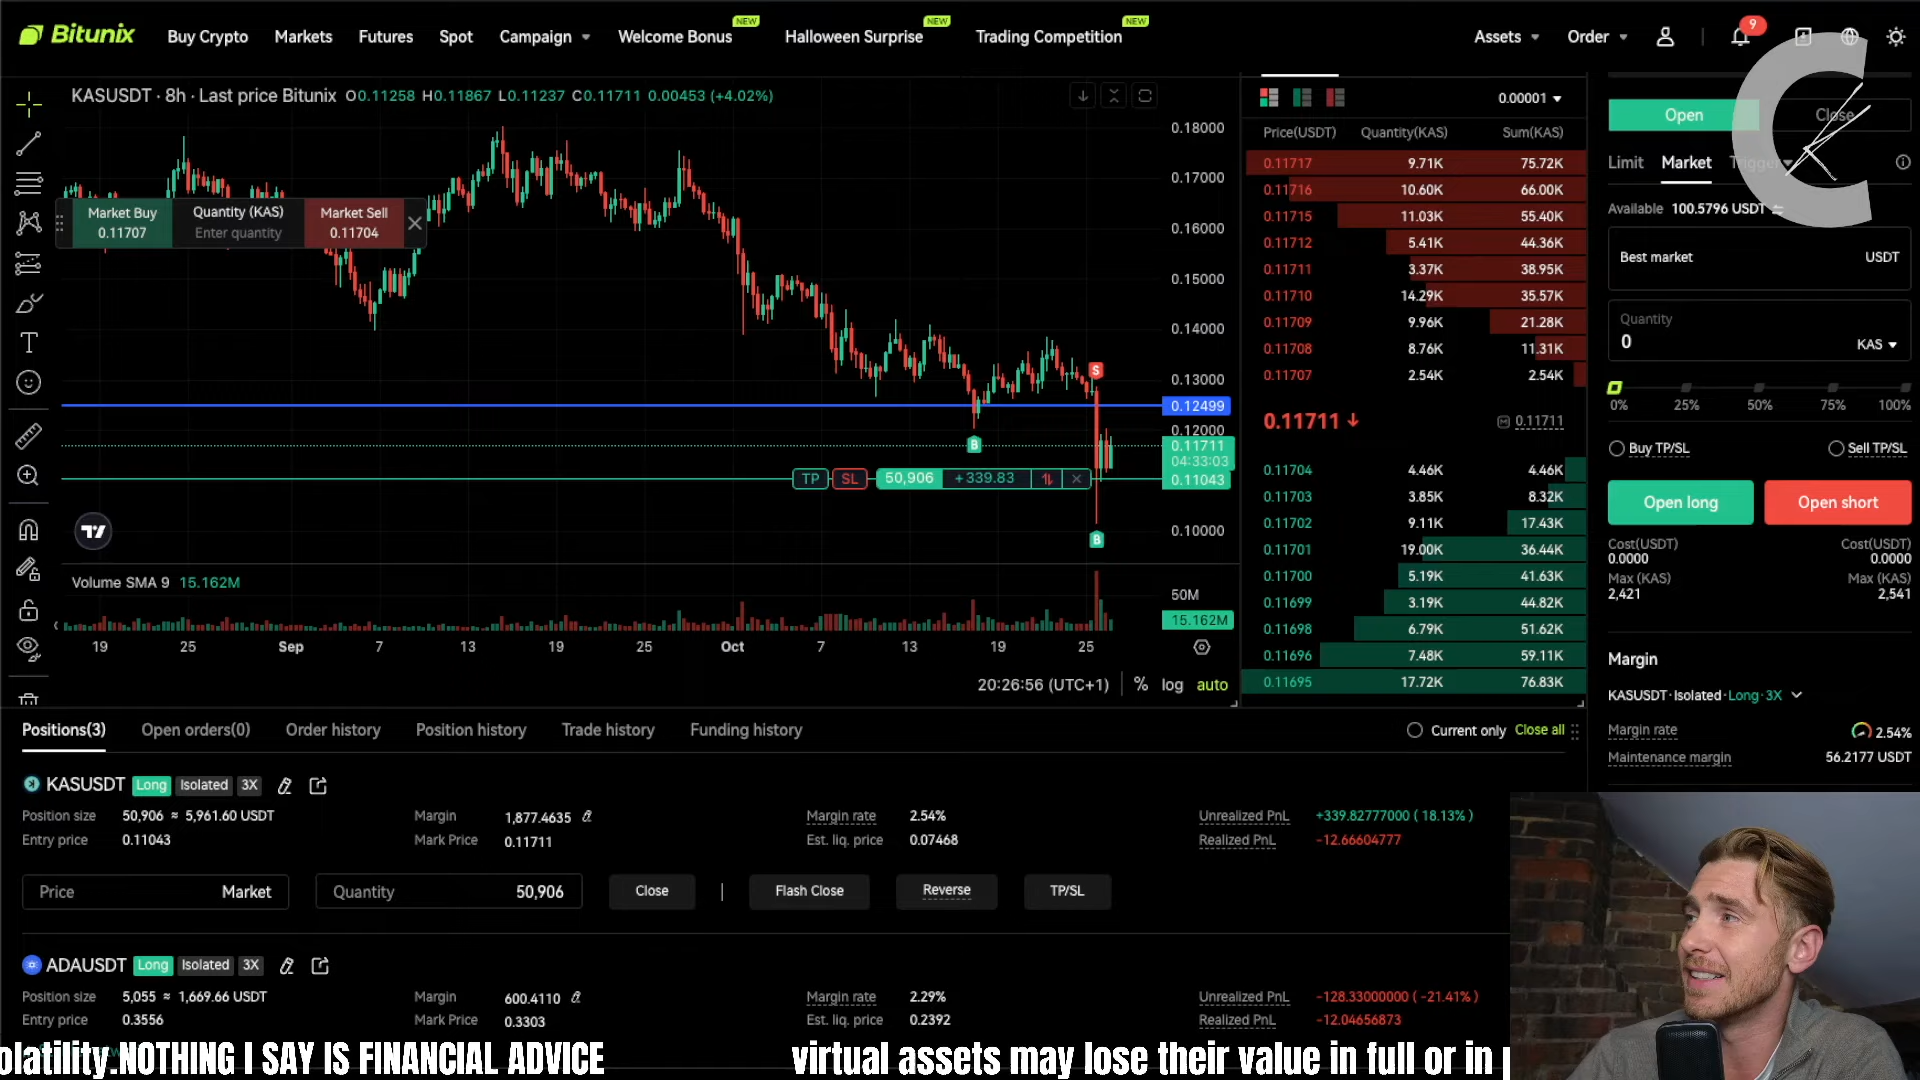 Bitunix
Buy Crypto Markets Futures Spot Campaign Welcome Bonus NEW Halloween Surprise NEW Trading Competition NEW Assets Order 9
KASUSDT · 8h · Last price Bitunix O0.11258 H0.11867 L0.11237 C0.11711 0.00453 (+4.02%)
Market Buy 0.11707
Quantity (KAS) Enter quantity
Market Sell 0.11704
0.18000
0.17000
0.16000
0.15000
0.14000
0.13000
0.12499
0.12000
0.11711
04:33:03
0.11043
0.10000
S
B
TP SL 50,906 +339.83
B
Volume SMA 9 15.162M
50M
15.162M
19 25 Sep 7 13 19 25 Oct 7 13 19 25
20:26:56 (UTC+1) % log auto
0.00001
Price(USDT) Quantity(KAS) Sum(KAS)
0.11717 9.71K 75.72K
0.11716 10.60K 66.00K
0.11715 11.03K 55.40K
0.11712 5.41K 44.36K
0.11711 3.37K 38.95K
0.11710 14.29K 35.57K
0.11709 9.96K 21.28K
0.11708 8.76K 11.31K
0.11707 2.54K 2.54K
0.11711 M 0.11711
0.11704 4.46K 4.46K
0.11703 3.85K 8.32K
0.11702 9.11K 17.43K
0.11701 19.00K 36.44K
0.11700 5.19K 41.63K
0.11699 3.19K 44.82K
0.11698 6.79K 51.62K
0.11696 7.48K 59.11K
0.11695 17.72K 76.83K
Open Close
Limit Market Trigger
Available 100.5796 USDT
Best market USDT
Quantity
0 KAS
0% 25% 50% 75% 100%
Buy TP/SL Sell TP/SL
Open long Open short
Cost(USDT) Cost(USDT)
0.0000 0.0000
Max (KAS) Max (KAS)
2,421 2,541
Margin
KASUSDT · Isolated · Long · 3X
Margin rate 2.54%
Maintenance margin 56.2177 USDT
Positions(3) Open orders(0) Order history Position history Trade history Funding history Current only Close all
KASUSDT Long Isolated 3X
Position size 50,906 ≈ 5,961.60 USDT Margin 1,877.4635 Margin rate 2.54% Unrealized PnL +339.82777000 ( 18.13% )
Entry price 0.11043 Mark Price 0.11711 Est. liq. price 0.07468 Realized PnL -12.66604777
Price Market Quantity 50,906 Close | Flash Close Reverse TP/SL
ADAUSDT Long Isolated 3X
Position size 5,055 ≈ 1,669.66 USDT Margin 600.4110 Margin rate 2.29% Unrealized PnL -128.33000000 ( -21.41% )
Entry price 0.3556 Mark Price 0.3303 Est. liq. price 0.2392 Realized PnL -12.04656873
olatility.NOTHING I SAY IS FINANCIAL ADVICE virtual assets may lose their value in full or in